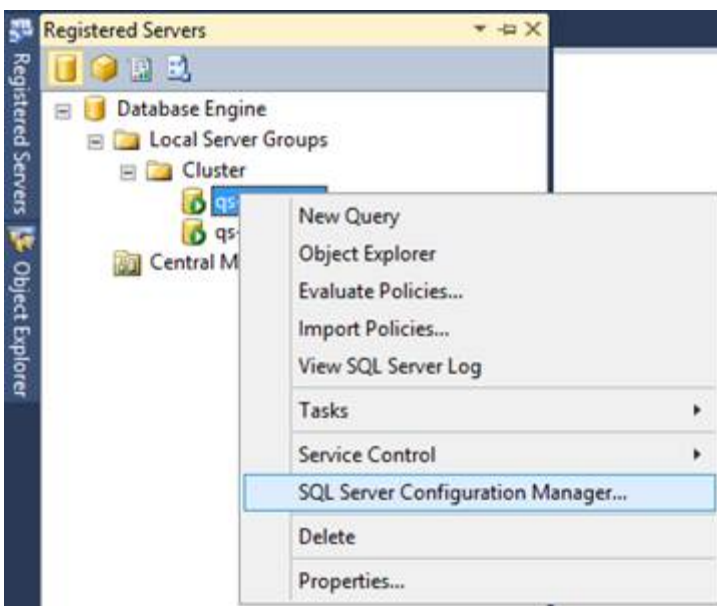 Registered Servers
Registered Servers
Object Explorer
Database Engine
Local Server Groups
Cluster
qs-
qs-
Central M
New Query
Object Explorer
Evaluate Policies...
Import Policies...
View SQL Server Log
Tasks
Service Control
SQL Server Configuration Manager...
Delete
Properties...